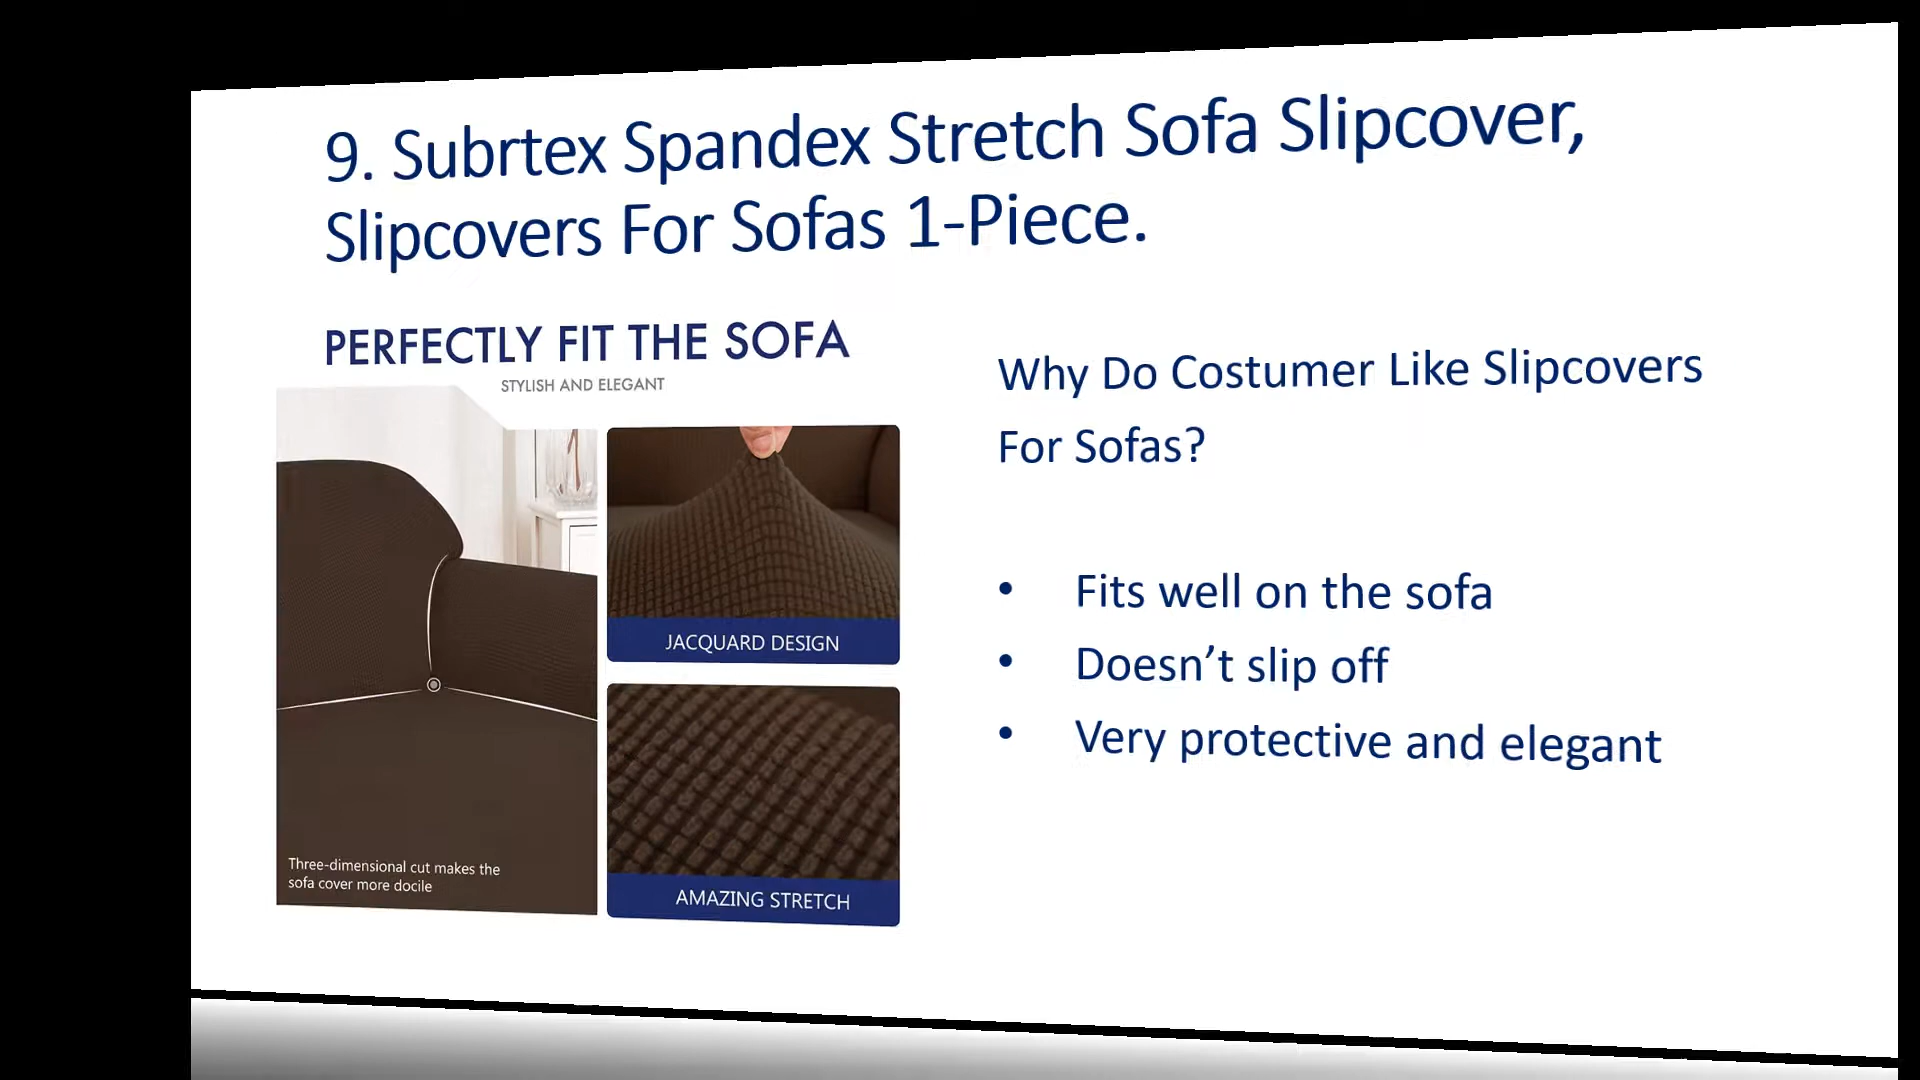 9. Subrtex Spandex Stretch Sofa Slipcover,
Slipcovers For Sofas 1-Piece.
PERFECTLY FIT THE SOFA
STYLISH AND ELEGANT
JACQUARD DESIGN
AMAZING STRETCH
Three-dimensional cut makes the
sofa cover more docile
Why Do Costumer Like Slipcovers
For Sofas?
• Fits well on the sofa
• Doesn’t slip off
• Very protective and elegant